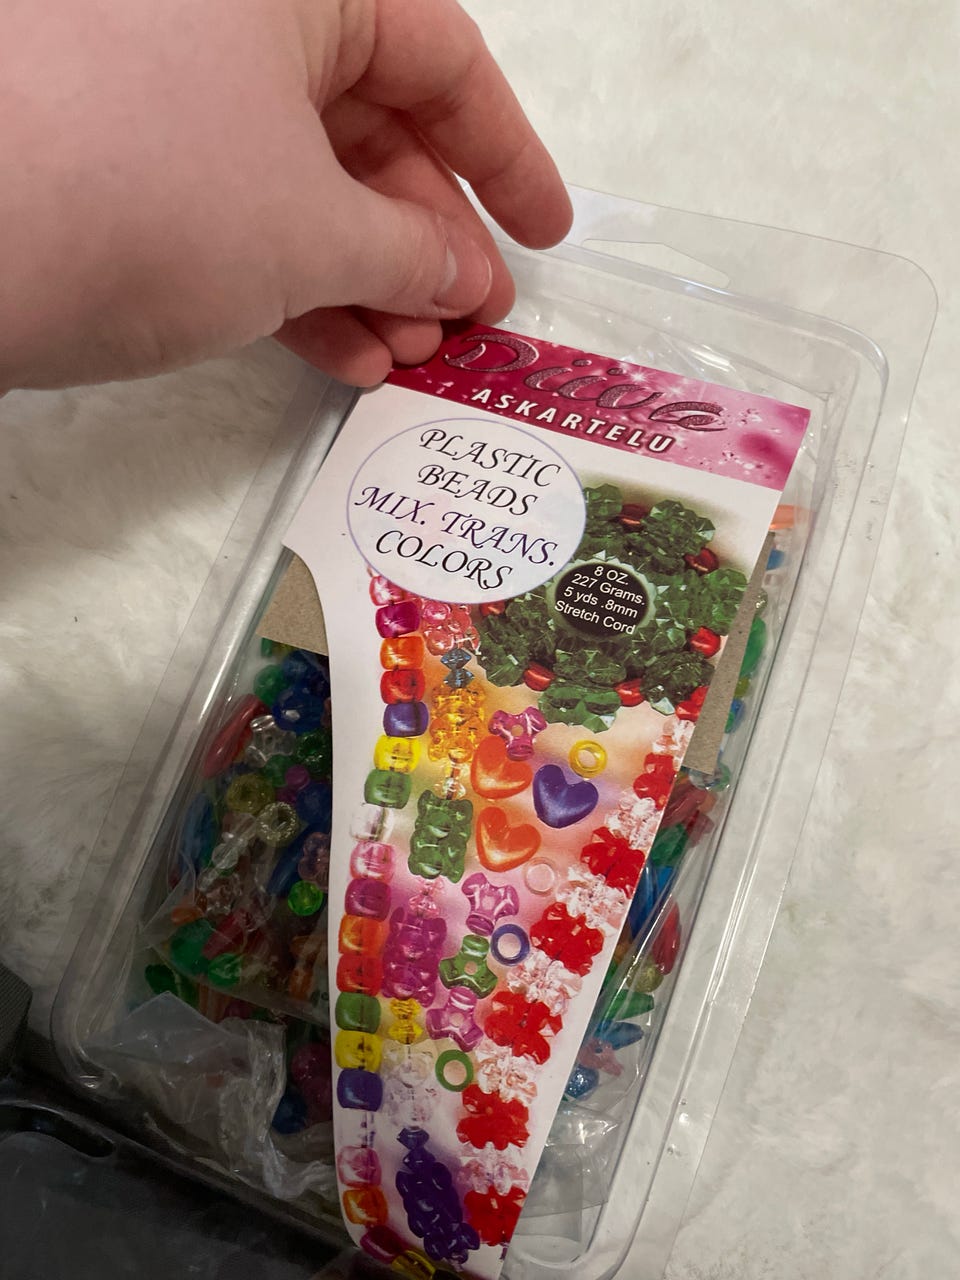 Diiva
ASKARTELU
PLASTIC
BEADS
MIX. TRANS.
COLORS
8 OZ.
227 Grams.
5 yds .8mm
Stretch Cord